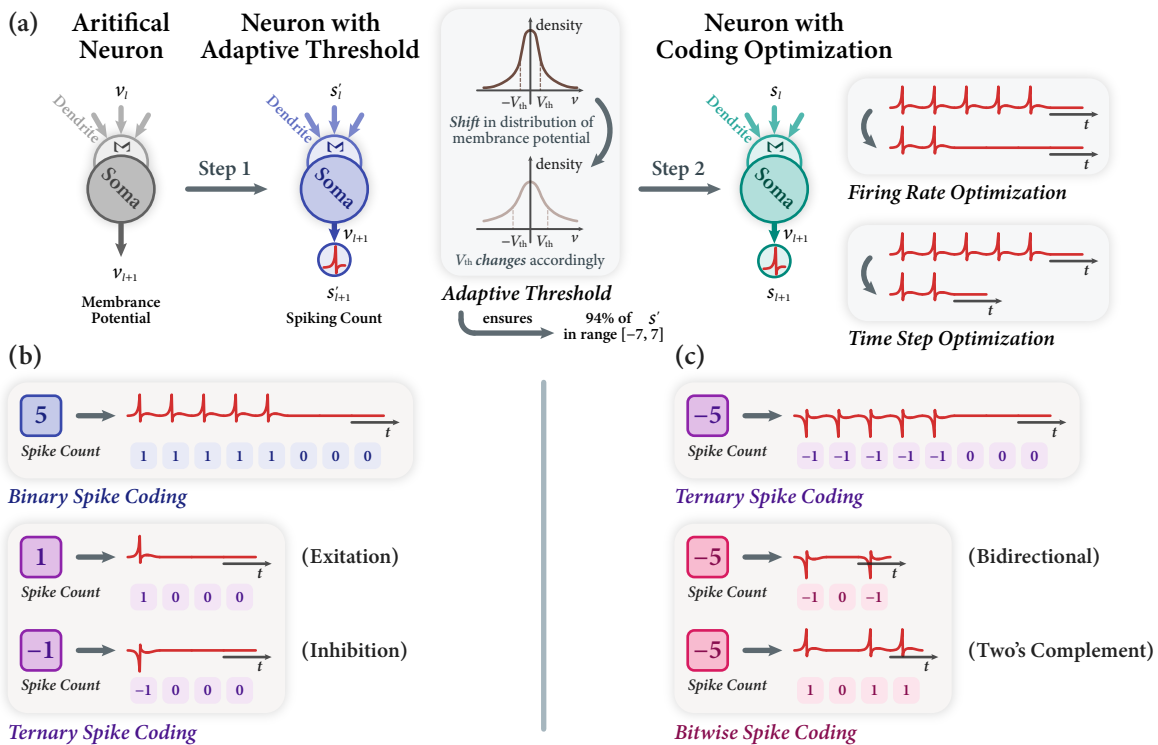 (a)
Aritifical
Neuron
v_l
Dendrite
Σ
Soma
v_{l+1}
Membrance
Potential
Step 1
Neuron with
Adaptive Threshold
s'_l
Dendrite
Σ
Soma
v_{l+1}
s'_{l+1}
Spiking Count
density
−V_th V_th v
Shift in distribution of
membrance potential
density
−V_th V_th v
V_th changes accordingly
Adaptive Threshold
ensures
94% of s'
in range [−7, 7]
Step 2
Neuron with
Coding Optimization
s_l
Dendrite
Σ
Soma
v_{l+1}
s_{l+1}
t
t
Firing Rate Optimization
t
t
Time Step Optimization
(b)
5
t
Spike Count
1 1 1 1 1 0 0 0
Binary Spike Coding
1
t
(Exitation)
Spike Count
1 0 0 0
−1
t
(Inhibition)
Spike Count
−1 0 0 0
Ternary Spike Coding
(c)
−5
t
Spike Count
−1 −1 −1 −1 −1 0 0 0
Ternary Spike Coding
−5
t
(Bidirectional)
Spike Count
−1 0 −1
−5
t
(Two's Complement)
Spike Count
1 0 1 1
Bitwise Spike Coding